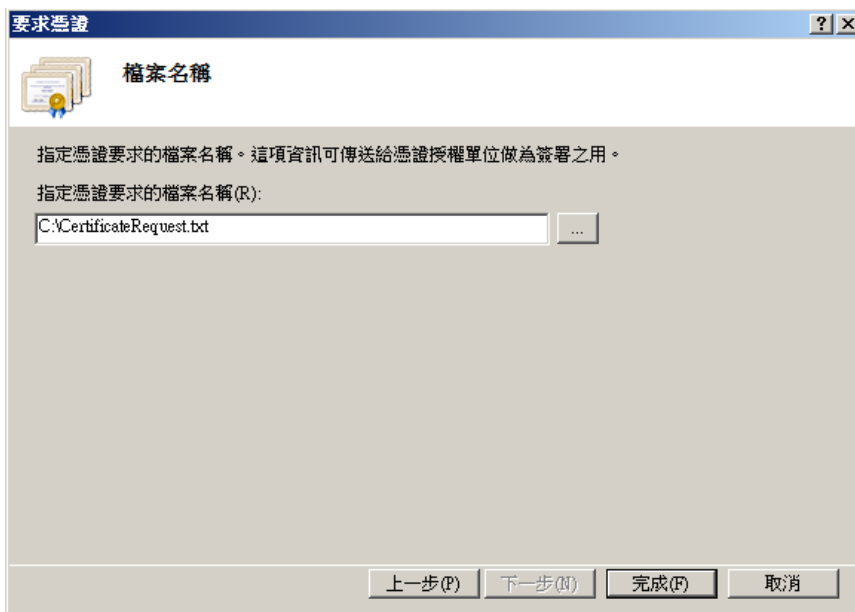 要求憑證
檔案名稱
指定憑證要求的檔案名稱。這項資訊可傳送給憑證授權單位做為簽署之用。
指定憑證要求的檔案名稱(R):
C:\CertificateRequest.txt
...
上一步(P) 下一步(N) 完成(F) 取消